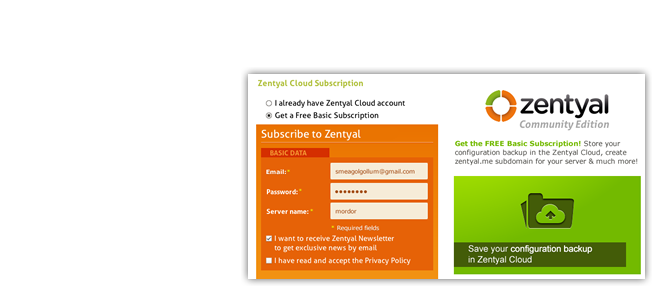 Zentyal Cloud Subscription
I already have Zentyal Cloud account
Get a Free Basic Subscription
Subscribe to Zentyal
BASIC DATA
Email:*
smeagolgollum@gmail.com
Password:*
Server name:*
mordor
* Required fields
I want to receive Zentyal Newsletter
to get exclusive news by email
I have read and accept the Privacy Policy
zentyal
Community Edition
Get the FREE Basic Subscription! Store your
configuration backup in the Zentyal Cloud, create
zentyal.me subdomain for your server & much more!
Save your configuration backup
in Zentyal Cloud